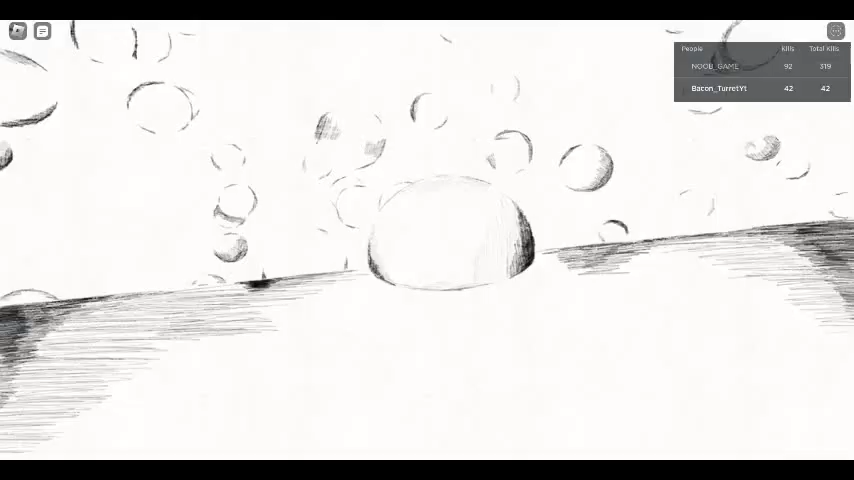 People Kills Total Kills
NOOB_GAME 92 319
Bacon_TurretYt 42 42